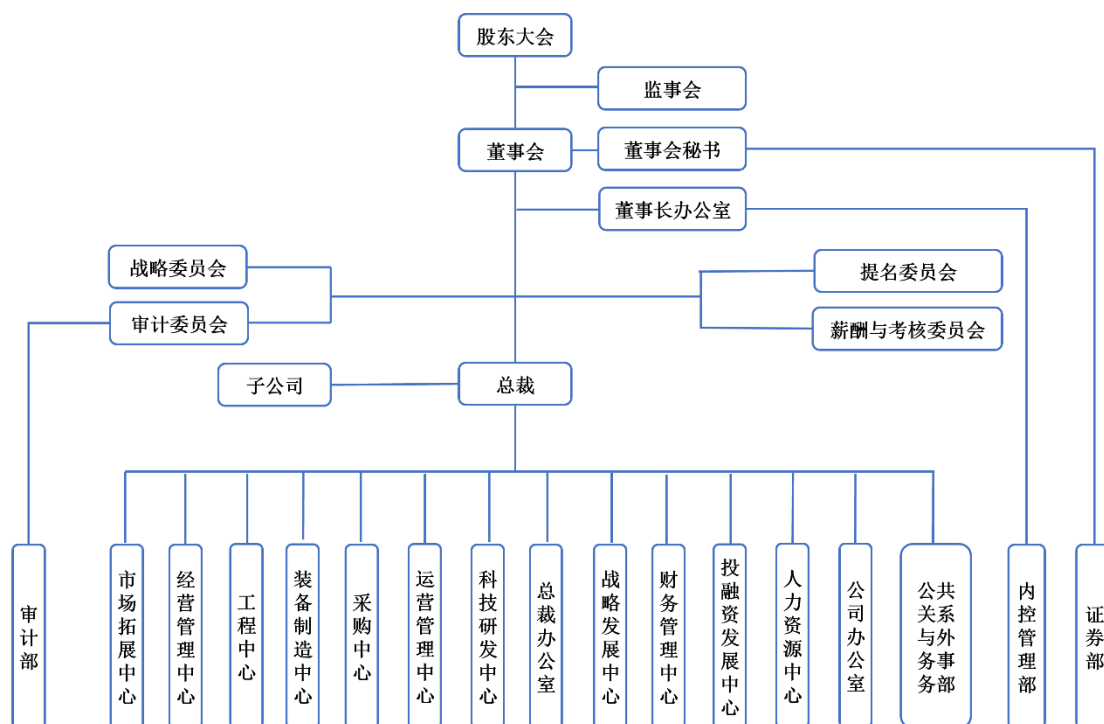 股东大会
监事会
董事会
董事会秘书
董事长办公室
战略委员会
提名委员会
审计委员会
薪酬与考核委员会
子公司
总裁
审计部
市场拓展中心
经营管理中心
工程中心
装备制造中心
采购中心
运营管理中心
科技研发中心
总裁办公室
战略发展中心
财务管理中心
投融资发展中心
人力资源中心
公司办公室
公共
关系
与外
务事
务部
内控管理部
证券部